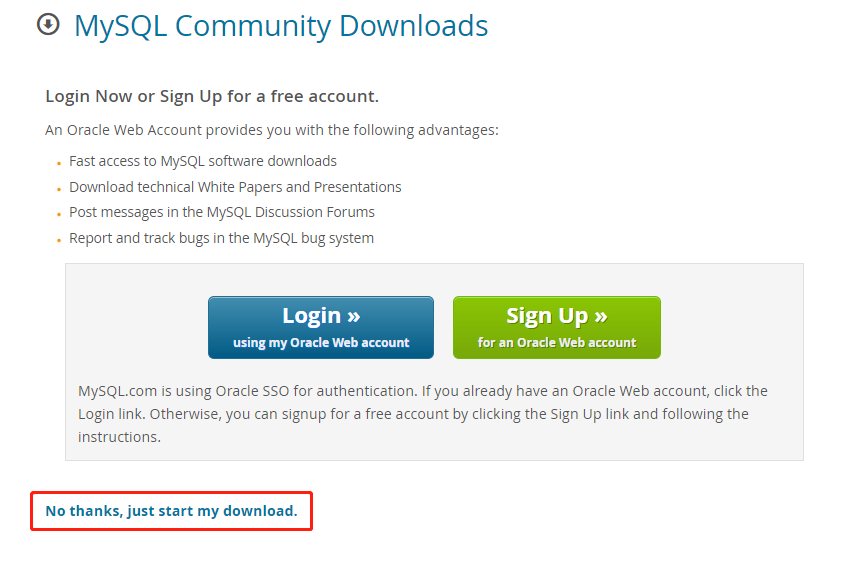 MySQL Community Downloads
Login Now or Sign Up for a free account.
An Oracle Web Account provides you with the following advantages:
Fast access to MySQL software downloads
Download technical White Papers and Presentations
Post messages in the MySQL Discussion Forums
Report and track bugs in the MySQL bug system
Login »
using my Oracle Web account
Sign Up »
for an Oracle Web account
MySQL.com is using Oracle SSO for authentication. If you already have an Oracle Web account, click the
Login link. Otherwise, you can signup for a free account by clicking the Sign Up link and following the
instructions.
No thanks, just start my download.